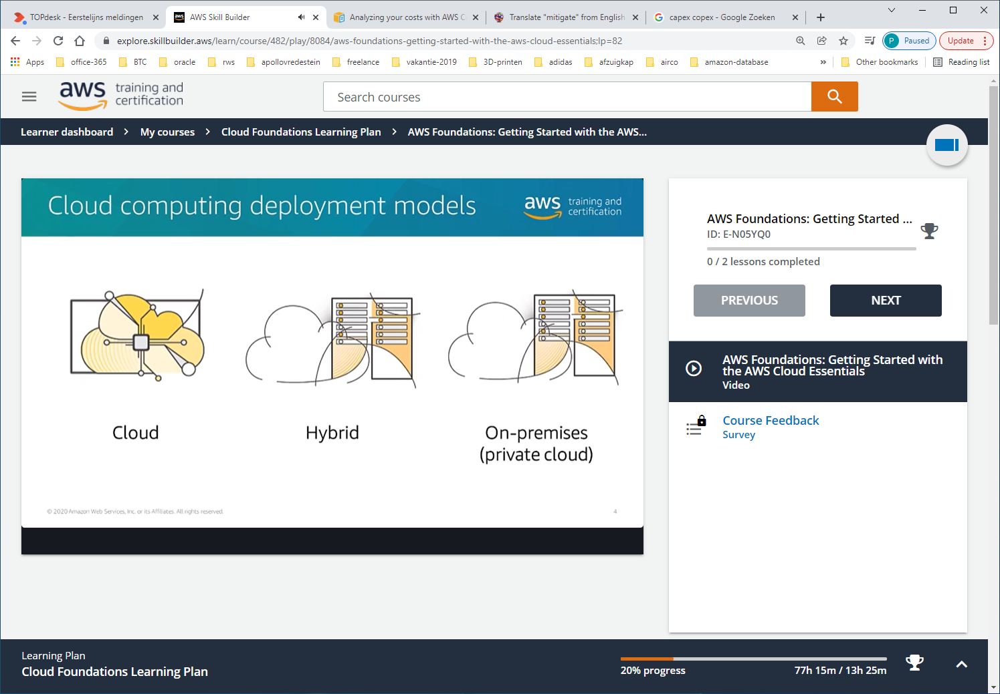 TOPdesk - Eerstelijns meldingen
AWS Skill Builder
Analyzing your costs with AWS C
Translate "mitigate" from English
capex copex - Google Zoeken
explore.skillbuilder.aws/learn/course/482/play/8084/aws-foundations-getting-started-with-the-aws-cloud-essentials;lp=82
P Paused
Update
Apps
office-365
BTC
oracle
rws
apollovredestein
freelance
vakantie-2019
3D-printen
adidas
afzuigkap
airco
amazon-database
»
Other bookmarks
Reading list
aws training and
certification
Search courses
Learner dashboard > My courses > Cloud Foundations Learning Plan > AWS Foundations: Getting Started with the AWS...
Cloud computing deployment models
aws training and
certification
Cloud
Hybrid
On-premises
(private cloud)
© 2020 Amazon Web Services, Inc. or its Affiliates. All rights reserved.
4
AWS Foundations: Getting Started ...
ID: E-N05YQ0
0 / 2 lessons completed
PREVIOUS
NEXT
AWS Foundations: Getting Started with
the AWS Cloud Essentials
Video
Course Feedback
Survey
Learning Plan
Cloud Foundations Learning Plan
20% progress
77h 15m / 13h 25m